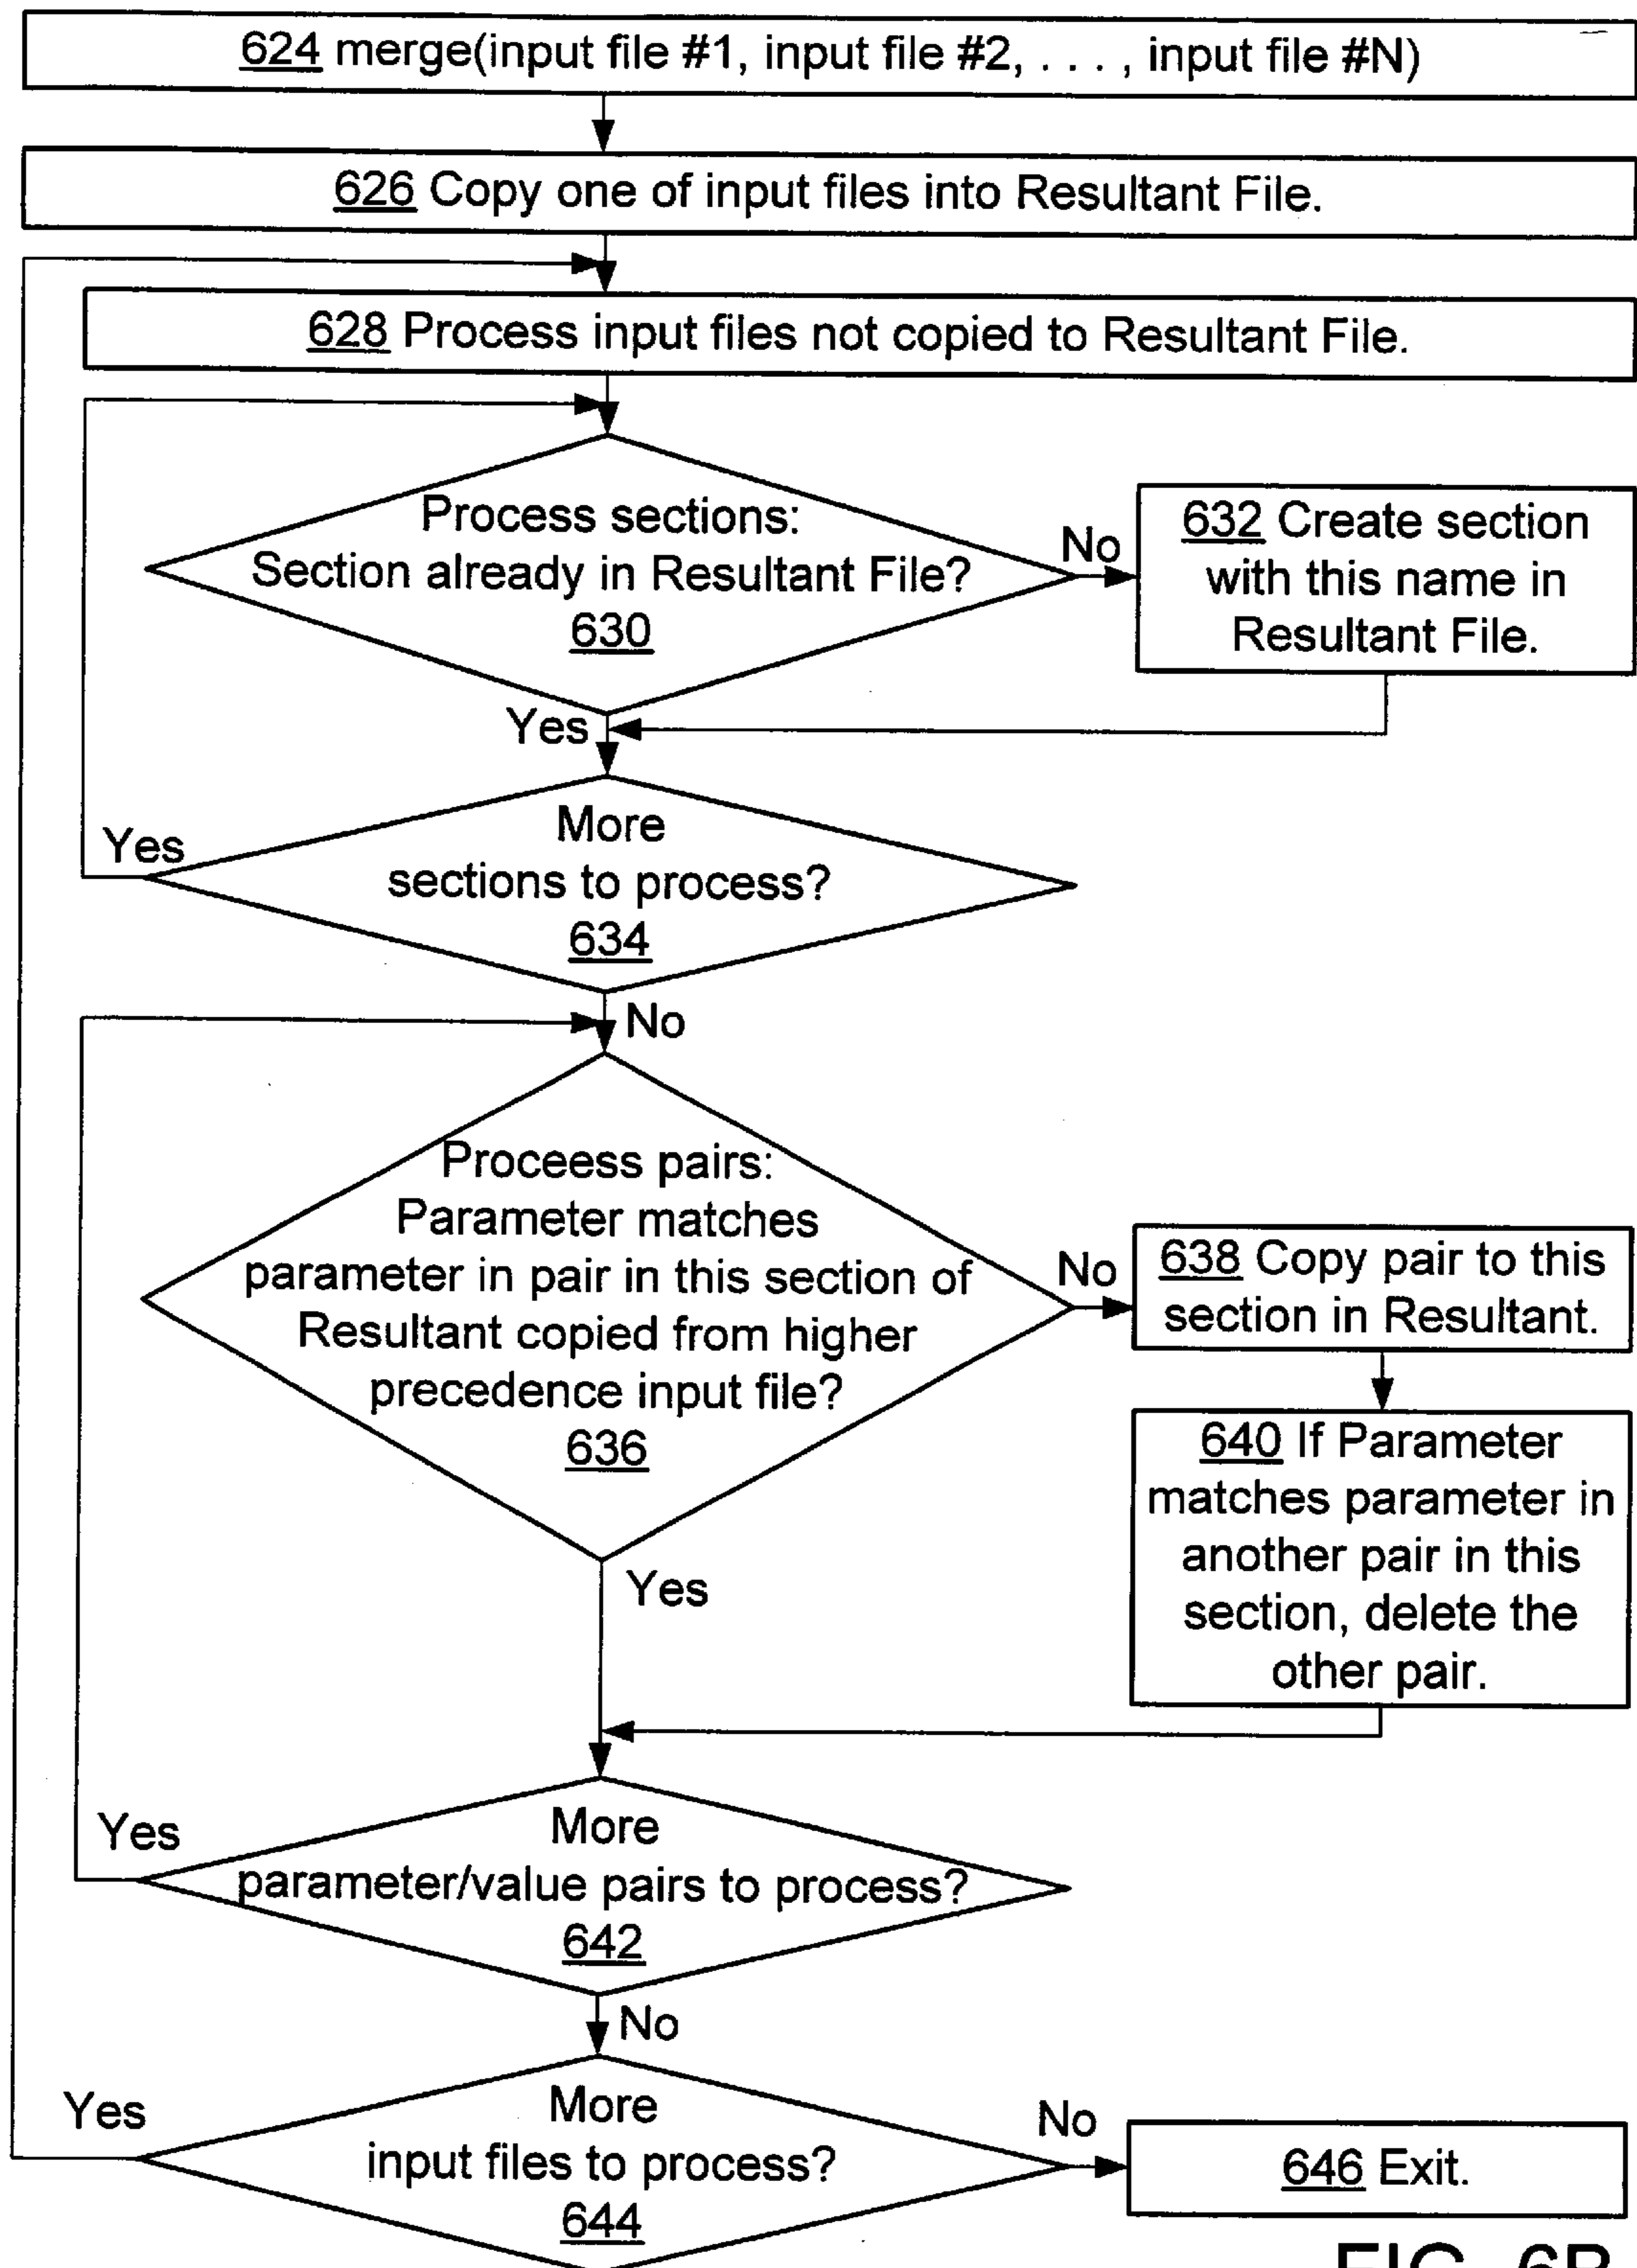 624 merge(input file #1, input file #2, . . . , input file #N)
626 Copy one of input files into Resultant File.
628 Process input files not copied to Resultant File.
Process sections:
Section already in Resultant File?
630
No
632 Create section
with this name in
Resultant File.
Yes
More
sections to process?
634
Yes
No
Proceess pairs:
Parameter matches
parameter in pair in this section of
Resultant copied from higher
precedence input file?
636
No
638 Copy pair to this
section in Resultant.
640 If Parameter
matches parameter in
another pair in this
section, delete the
other pair.
Yes
More
parameter/value pairs to process?
642
Yes
No
More
input files to process?
644
Yes
No
646 Exit.
FIG. 6B